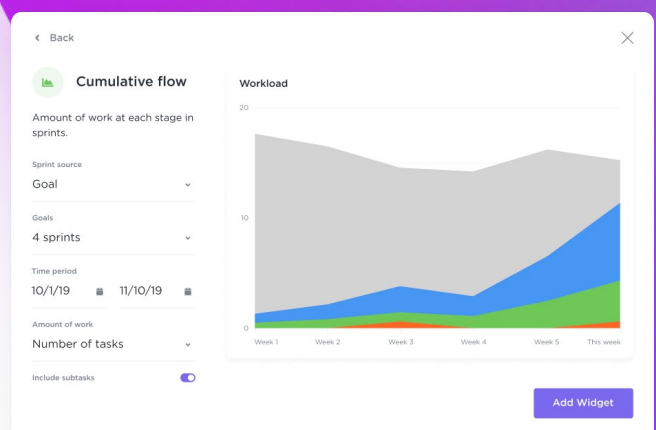 Back
Cumulative flow
Amount of work at each stage in
sprints.
Sprint source
Goal
Goals
4 sprints
Time period
10/1/19 11/10/19
Amount of work
Number of tasks
Include subtasks
Workload
20
10
0
Week 1 Week 2 Week 3 Week 4 Week 5 This week
Add Widget